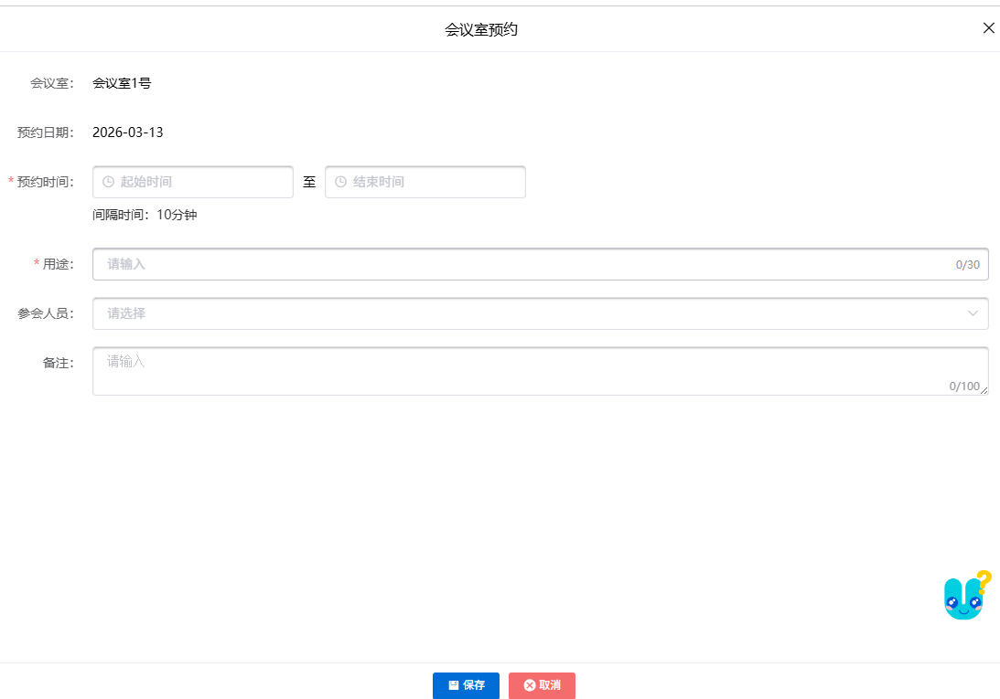 会议室预约
会议室： 会议室1号
预约日期： 2026-03-13
* 预约时间： 起始时间 至 结束时间
间隔时间：10分钟
* 用途： 请输入 0/30
参会人员： 请选择
备注： 请输入
0/100
保存 取消